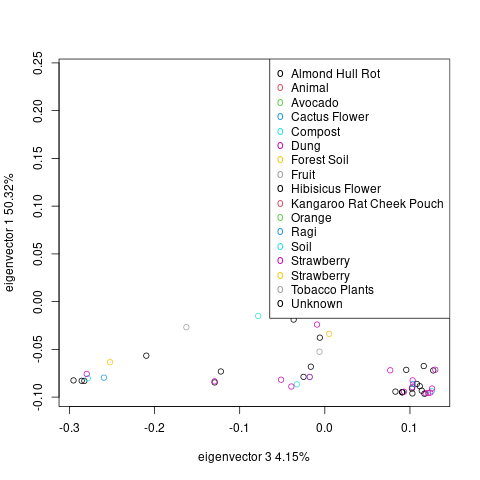 0.25
0.20
0.15
0.10
0.05
0.00
-0.05
-0.10
eigenvector 1 50.32%
Almond Hull Rot
Animal
Avocado
Cactus Flower
Compost
Dung
Forest Soil
Fruit
Hibisicus Flower
Kangaroo Rat Cheek Pouch
Orange
Ragi
Soil
Strawberry
Strawberry
Tobacco Plants
Unknown
-0.3 -0.2 -0.1 0.0 0.1
eigenvector 3 4.15%